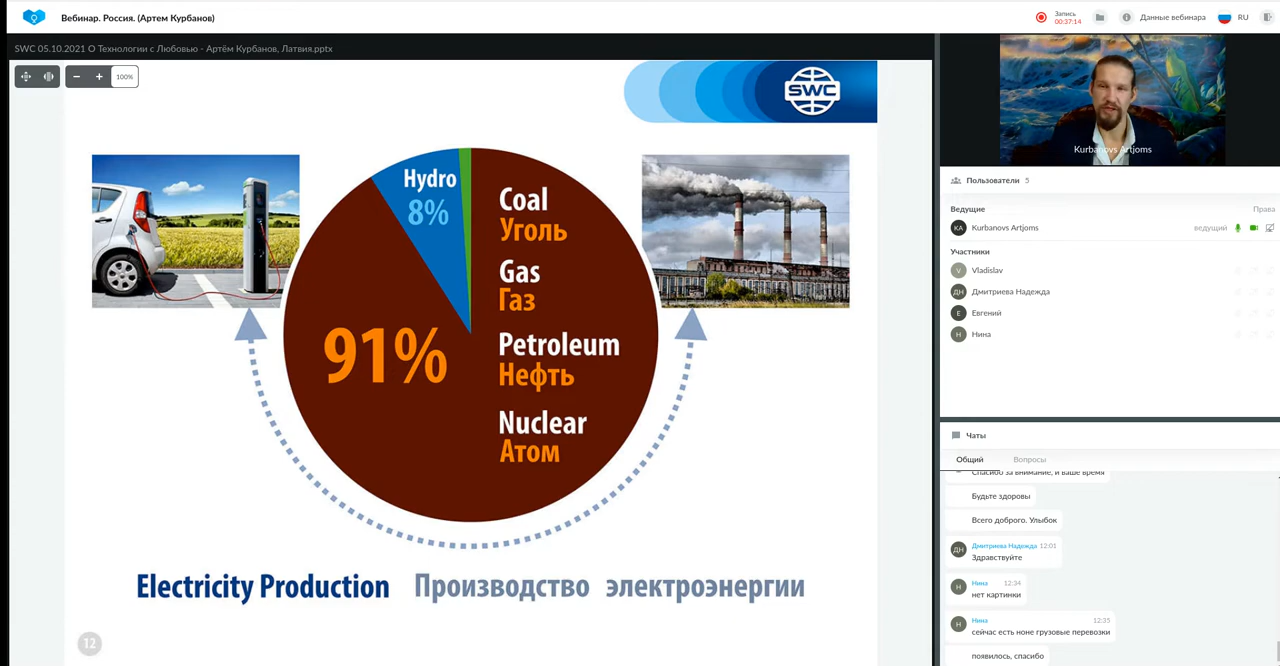 Вебинар. Россия. (Артем Курбанов)
Запись
00:37:14
Данные вебинара
RU
SWC 05.10.2021 О Технологии с Любовью - Артём Курбанов, Латвия.pptx
100%
SWC
Hydro
8%
91%
Coal
Уголь
Gas
Газ
Petroleum
Нефть
Nuclear
Атом
Electricity Production
Производство электроэнергии
12
Kurbanovs Artjoms
Пользователи 5
Ведущие
Права
KA
Kurbanovs Artjoms
ведущий
Участники
V
Vladislav
ДН
Дмитриева Надежда
Е
Евгений
Н
Нина
Чаты
Общий
Вопросы
Спасибо за внимание, и ваше время
Будьте здоровы
Всего доброго. Улыбок
ДН
Дмитриева Надежда 12:01
Здравствуйте
Н
Нина 12:34
нет картинки
Н
Нина 12:35
сейчас есть ноне грузовые перевозки
появилось, спасибо